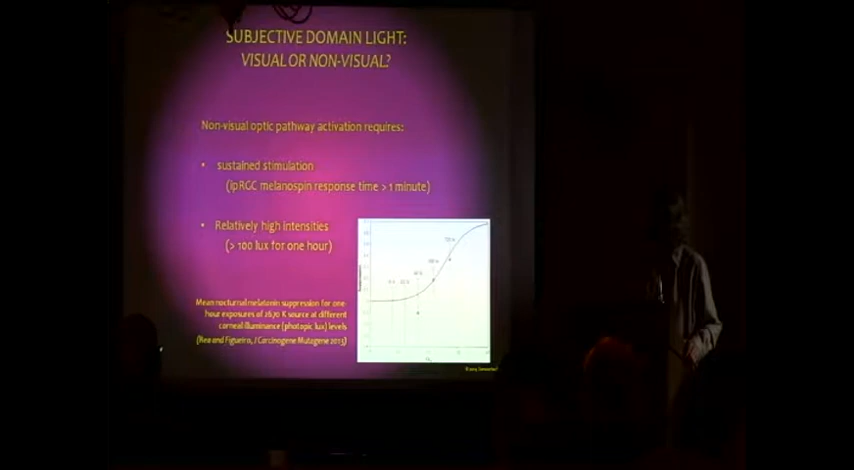 SUBJECTIVE DOMAIN LIGHT:
VISUAL OR NON-VISUAL?
Non-visual optic pathway activation requires:
• sustained stimulation
(ipRGC melanospin response time > 1 minute)
• Relatively high intensities
(> 100 lux for one hour)
Mean nocturnal melatonin suppression for one-
hour exposures of 2670 K source at different
corneal illuminance (photopic lux) levels
(Rea and Figueiro, J Carcinogene Mutagene 2013)